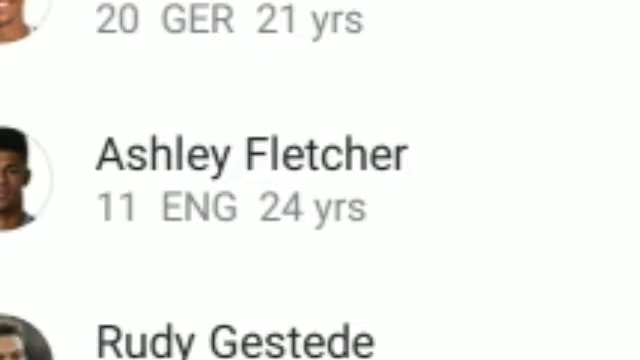 20 GER 21 yrs
Ashley Fletcher
11 ENG 24 yrs
Rudy Gestede